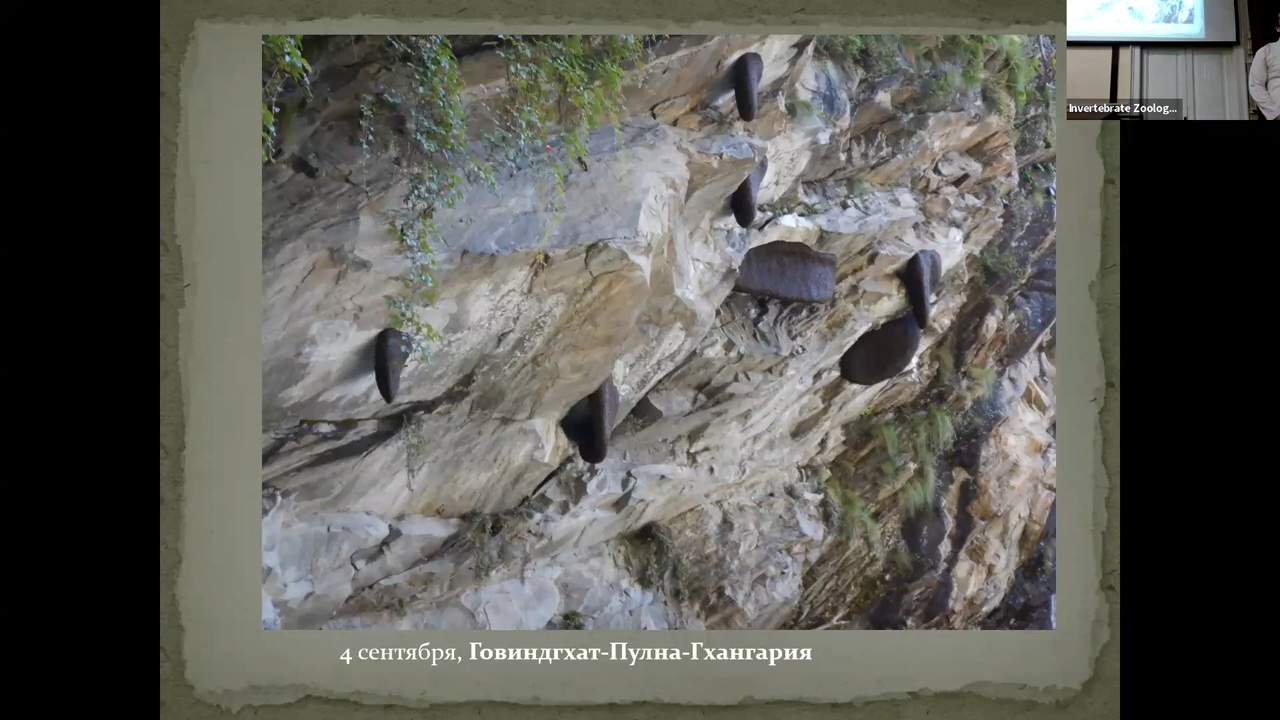 Invertebrate Zoolog...
4 сентября, Говиндгхат-Пулна-Гхангария